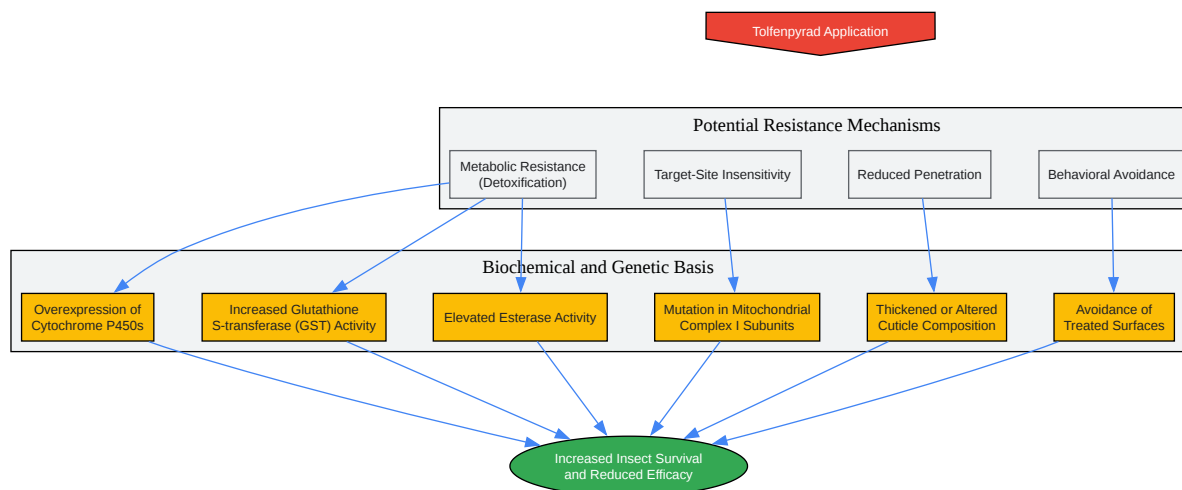 Tolfenpyrad Application
Potential Resistance Mechanisms
Metabolic Resistance
(Detoxification)
Target-Site Insensitivity
Reduced Penetration
Behavioral Avoidance
Biochemical and Genetic Basis
Overexpression of
Cytochrome P450s
Increased Glutathione
S-transferase (GST) Activity
Elevated Esterase Activity
Mutation in Mitochondrial
Complex I Subunits
Thickened or Altered
Cuticle Composition
Avoidance of
Treated Surfaces
Increased Insect Survival
and Reduced Efficacy